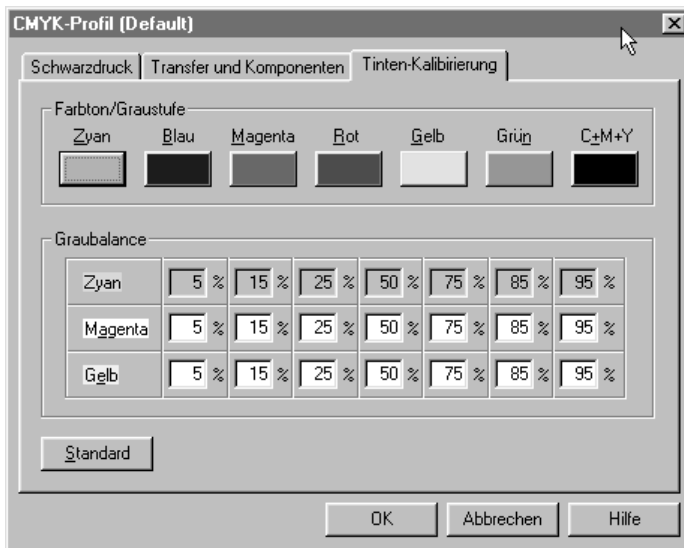 CMYK-Profil (Default)
Schwarzdruck Transfer und Komponenten Tinten-Kalibirierung
Farbton/Graustufe
Zyan Blau Magenta Rot Gelb Grün C+M+Y
Graubalance
Zyan 5 % 15 % 25 % 50 % 75 % 85 % 95 %
Magenta 5 % 15 % 25 % 50 % 75 % 85 % 95 %
Gelb 5 % 15 % 25 % 50 % 75 % 85 % 95 %
Standard
OK Abbrechen Hilfe